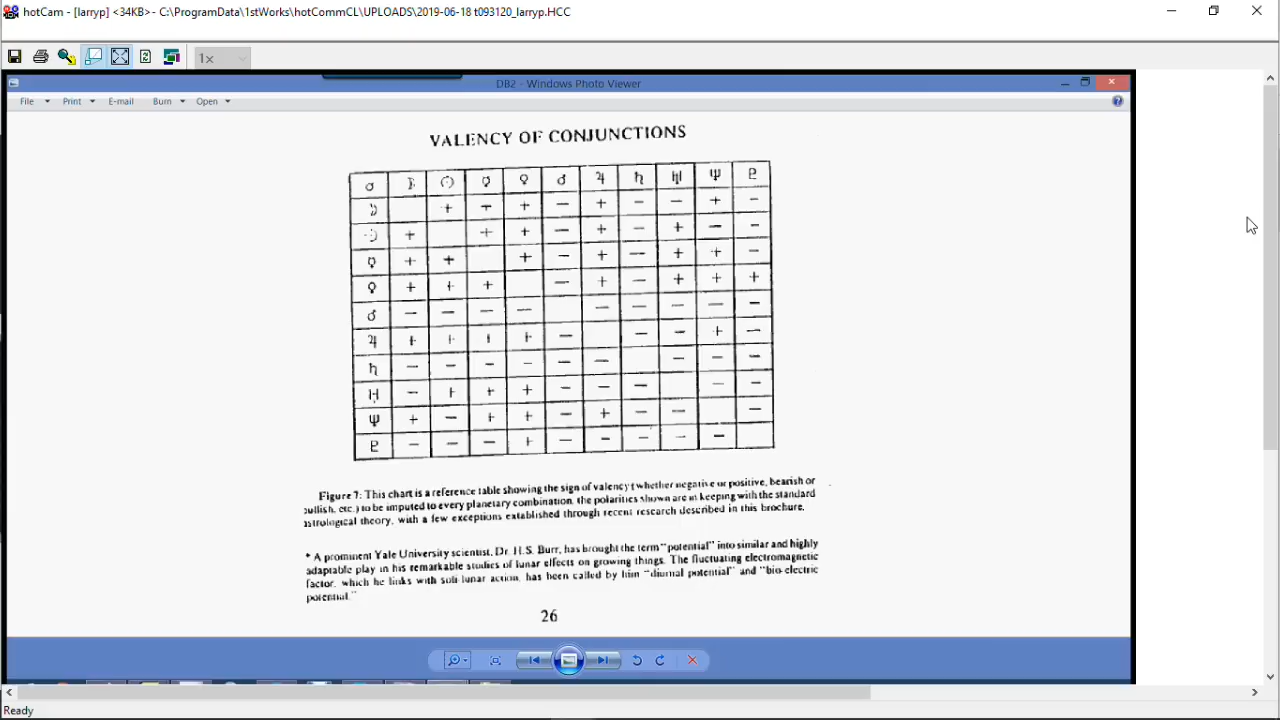 hotCam - [larryp] <34KB>- C:\ProgramData\1stWorks\hotCommCL\UPLOADS\2019-06-18 t093120_larryp.HCC
1x
DB2 - Windows Photo Viewer
File Print E-mail Burn Open
VALENCY OF CONJUNCTIONS
☌ ☽ ☉ ☿ ♀ ♂ ♃ ♄ ♅ ♆ ♇
☽ + + + − + − − + −
☉ + + + − + − + − −
☿ + + + − + − + + −
♀ + + + − + − + + +
♂ − − − − − − − − −
♃ + + + + − − − + −
♄ − − − − − − − − −
♅ − + + + − − − − −
♆ + − + + − + − − −
♇ − − − + − − − − −
Figure 7: This chart is a reference table showing the sign of valency (whether negative or positive, bearish or
bullish, etc.) to be imputed to every planetary combination, the polarities shown are in keeping with the standard
astrological theory, with a few exceptions established through recent research described in this brochure.
* A prominent Yale University scientist, Dr. H.S. Burr, has brought the term "potential" into similar and highly
adaptable play in his remarkable studies of lunar effects on growing things. The fluctuating electromagnetic
factor, which he links with soli-lunar action, has been called by him "diurnal potential" and "bio-electric
potential."
26
Ready